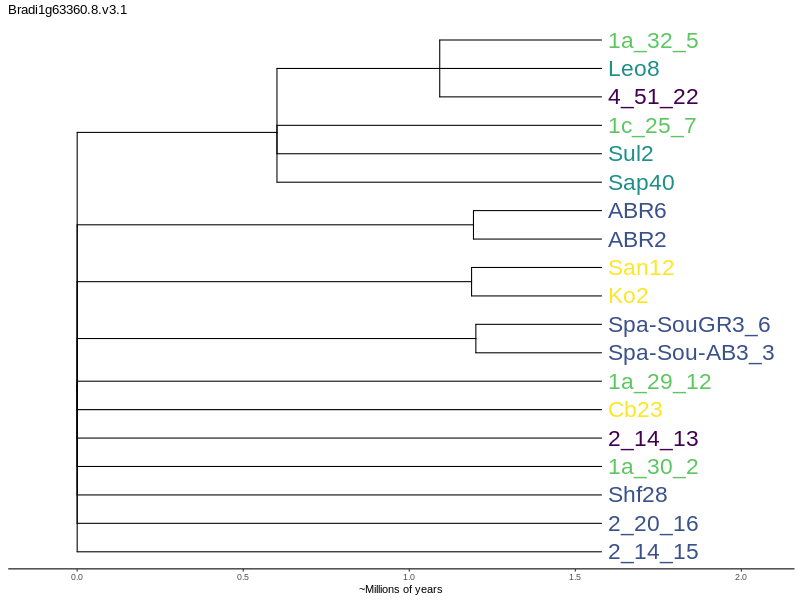 Bradi1g63360.8.v3.1
1a_32_5
Leo8
4_51_22
1c_25_7
Sul2
Sap40
ABR6
ABR2
San12
Ko2
Spa-SouGR3_6
Spa-Sou-AB3_3
1a_29_12
Cb23
2_14_13
1a_30_2
Shf28
2_20_16
2_14_15
0.0 0.5 1.0 1.5 2.0
~Millions of years